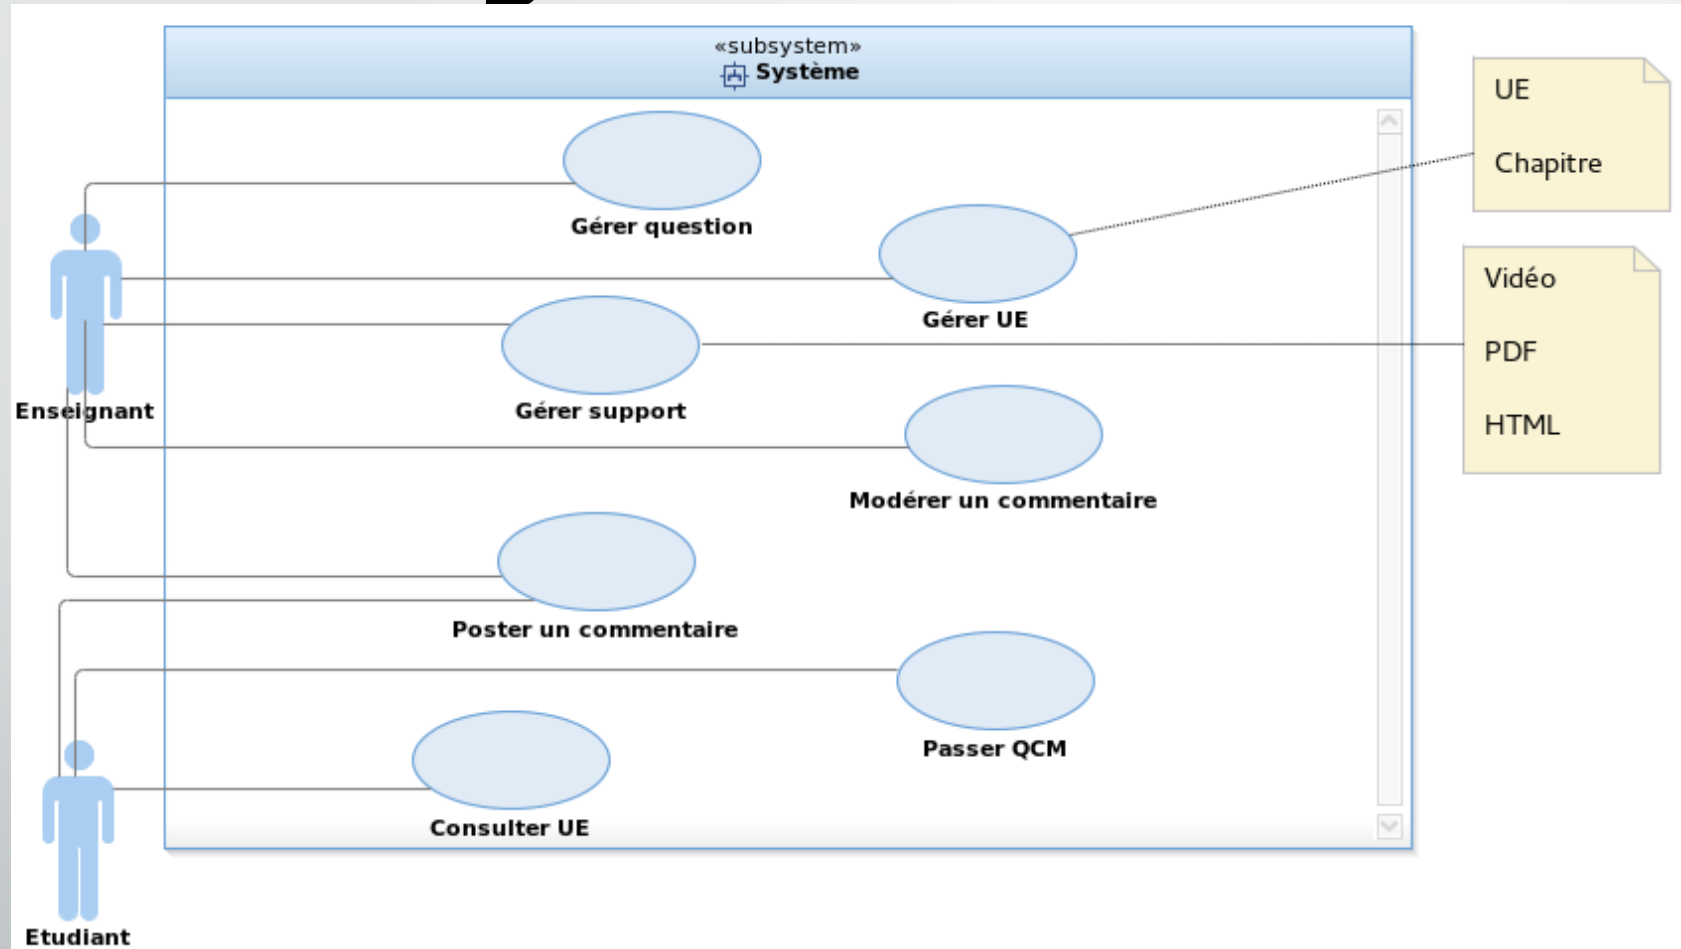 «subsystem»
Système
UE
Chapitre
Gérer question
Gérer UE
Vidéo
PDF
HTML
Enseignant
Gérer support
Modérer un commentaire
Poster un commentaire
Passer QCM
Consulter UE
Etudiant